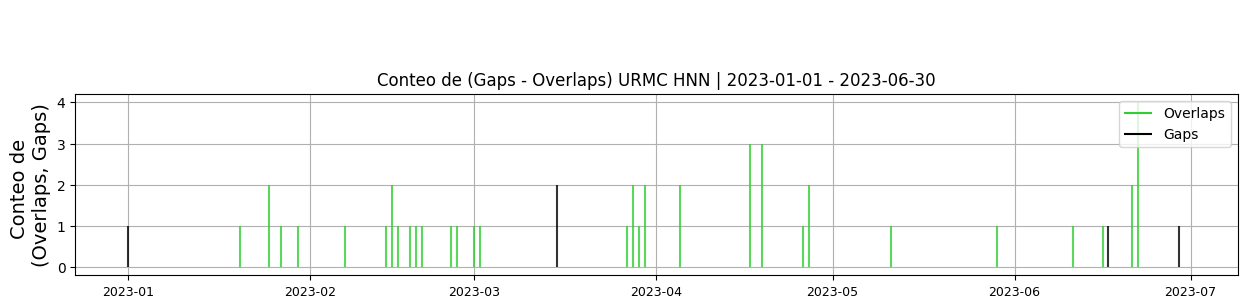 Conteo de (Gaps - Overlaps) URMC HNN | 2023-01-01 - 2023-06-30
Conteo de
(Overlaps, Gaps)
4
3
2
1
0
Overlaps
Gaps
2023-01
2023-02
2023-03
2023-04
2023-05
2023-06
2023-07